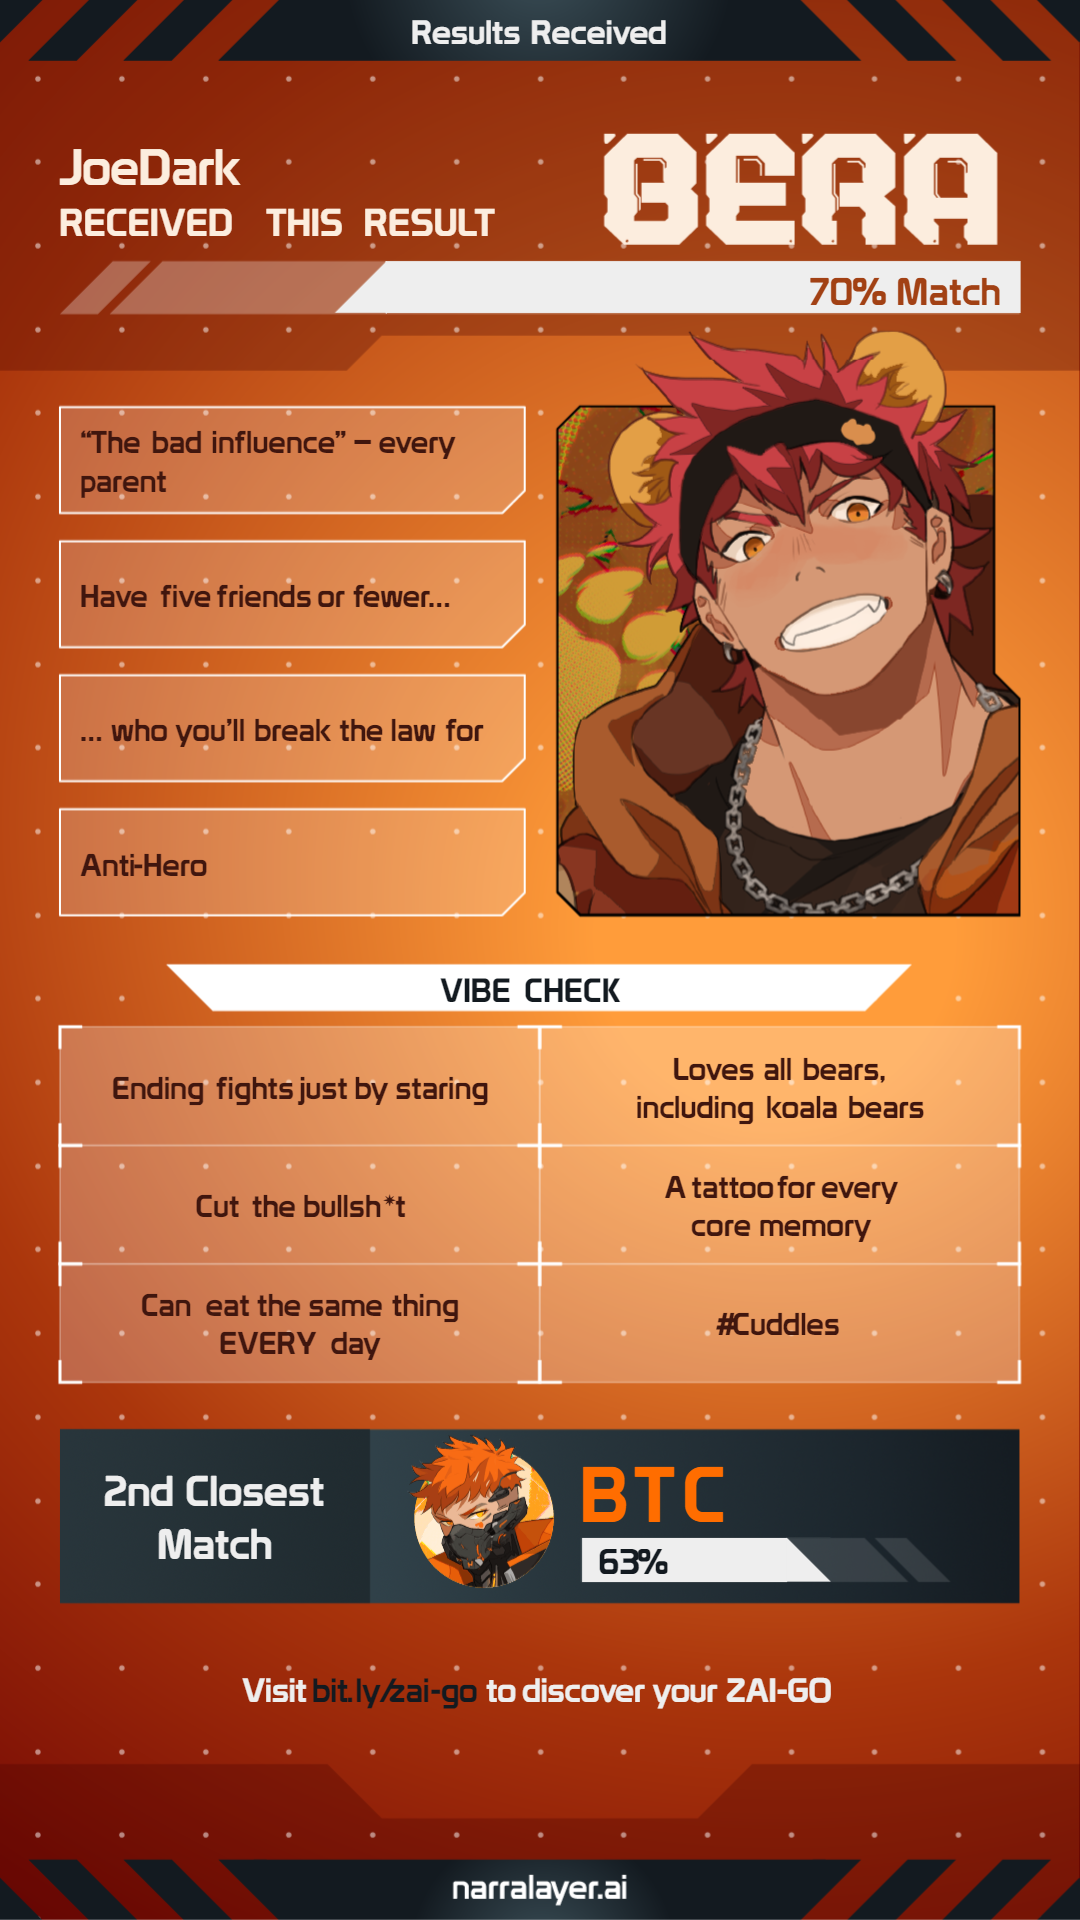 Results Received
JoeDark
RECEIVED THIS RESULT
BERA
70% Match
“The bad influence” – every
parent
Have five friends or fewer...
... who you’ll break the law for
Anti-Hero
VIBE CHECK
Ending fights just by staring
Loves all bears,
including koala bears
Cut the bullsh*t
A tattoo for every
core memory
Can eat the same thing
EVERY day
#Cuddles
2nd Closest
Match
BTC
63%
Visit bit.ly/zai-go to discover your ZAI-GO
narralayer.ai